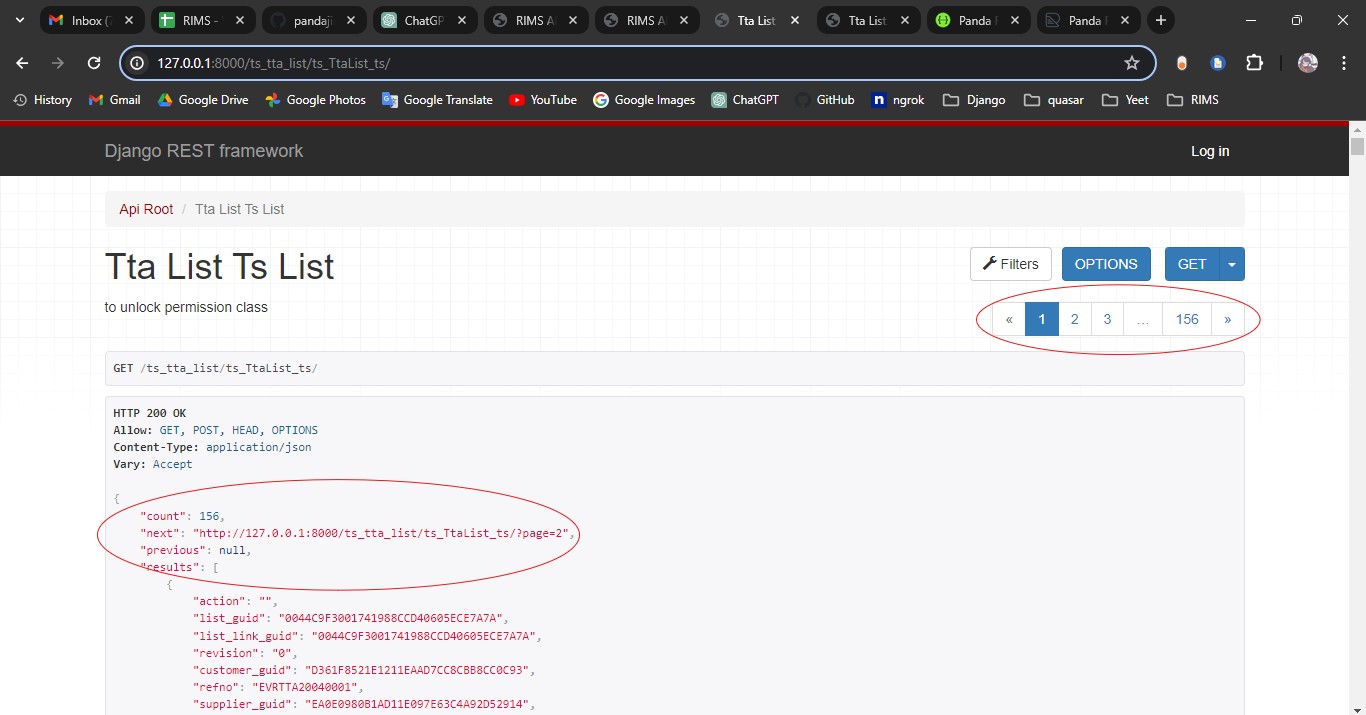 Inbox (
RIMS -
pandaji
ChatGP
RIMS A
RIMS A
Tta List
Tta List
Panda
Panda
127.0.0.1:8000/ts_tta_list/ts_TtaList_ts/
History Gmail Google Drive Google Photos Google Translate YouTube Google Images ChatGPT GitHub ngrok Django quasar Yeet RIMS
Django REST framework
Log in
Api Root / Tta List Ts List
Tta List Ts List
Filters OPTIONS GET
to unlock permission class
« 1 2 3 … 156 »
GET /ts_tta_list/ts_TtaList_ts/
HTTP 200 OK
Allow: GET, POST, HEAD, OPTIONS
Content-Type: application/json
Vary: Accept
{
"count": 156,
"next": "http://127.0.0.1:8000/ts_tta_list/ts_TtaList_ts/?page=2",
"previous": null,
"results": [
{
"action": "",
"list_guid": "0044C9F3001741988CCD40605ECE7A7A",
"list_link_guid": "0044C9F3001741988CCD40605ECE7A7A",
"revision": "0",
"customer_guid": "D361F8521E1211EAAD7CC8CBB8CC0C93",
"refno": "EVRTTA20040001",
"supplier_guid": "EA0E0980B1AD11E097E63C4A92D52914",